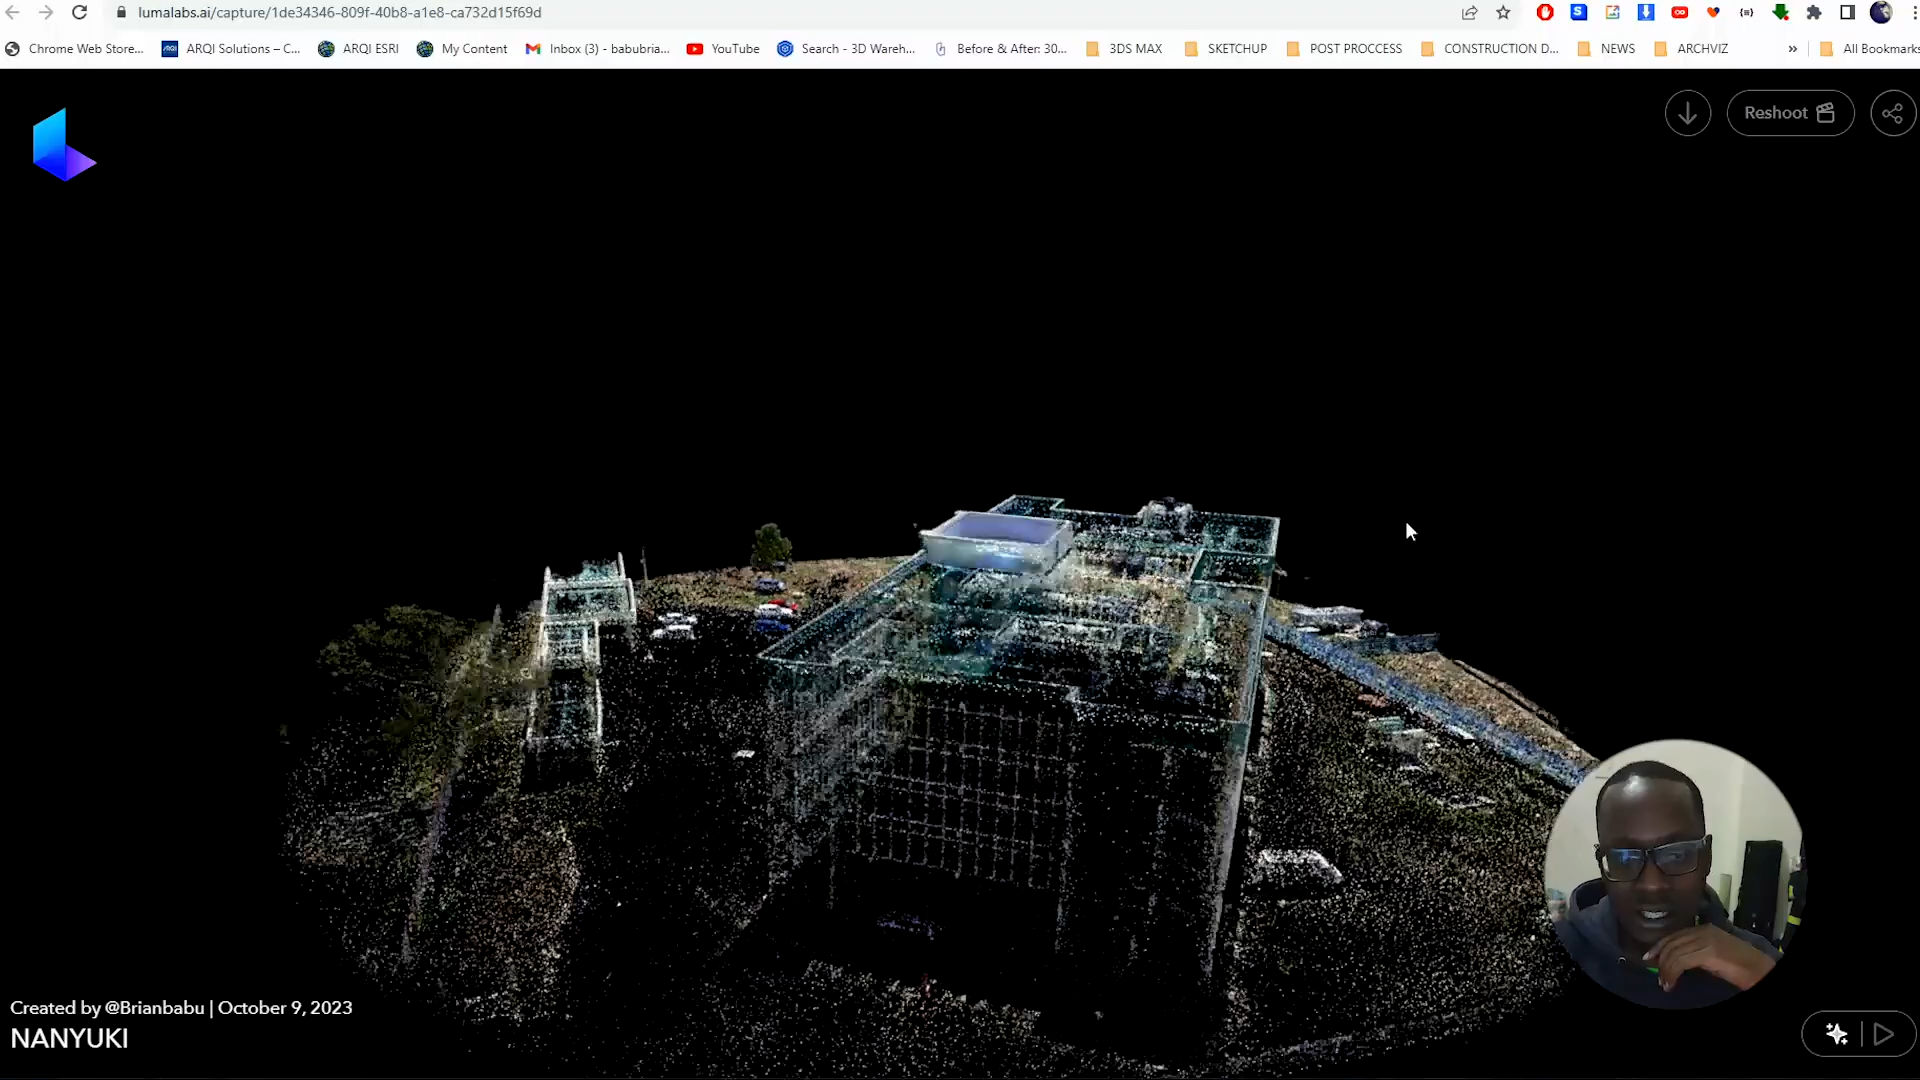 lumalabs.ai/capture/1de34346-809f-40b8-a1e8-ca732d15f69d
Chrome Web Store... ARQI Solutions – C... ARQI ESRI My Content Inbox (3) - babubria... YouTube Search - 3D Wareh... Before & After: 30... 3DS MAX SKETCHUP POST PROCCESS CONSTRUCTION D... NEWS ARCHVIZ » All Bookmarks
Reshoot
Created by @Brianbabu | October 9, 2023
NANYUKI